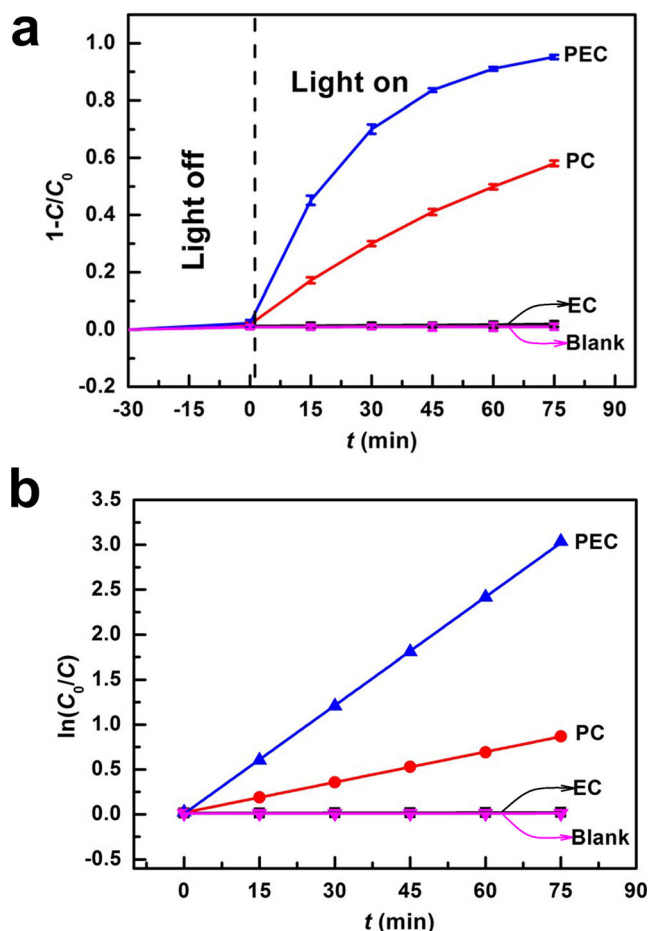 a
1.0
0.8
0.6
0.4
0.2
0.0
-0.2
1-C/C₀
Light off
Light on
PEC
PC
EC
Blank
-30 -15 0 15 30 45 60 75 90
t (min)
b
3.5
3.0
2.5
2.0
1.5
1.0
0.5
0.0
-0.5
ln(C₀/C)
PEC
PC
EC
Blank
0 15 30 45 60 75 90
t (min)